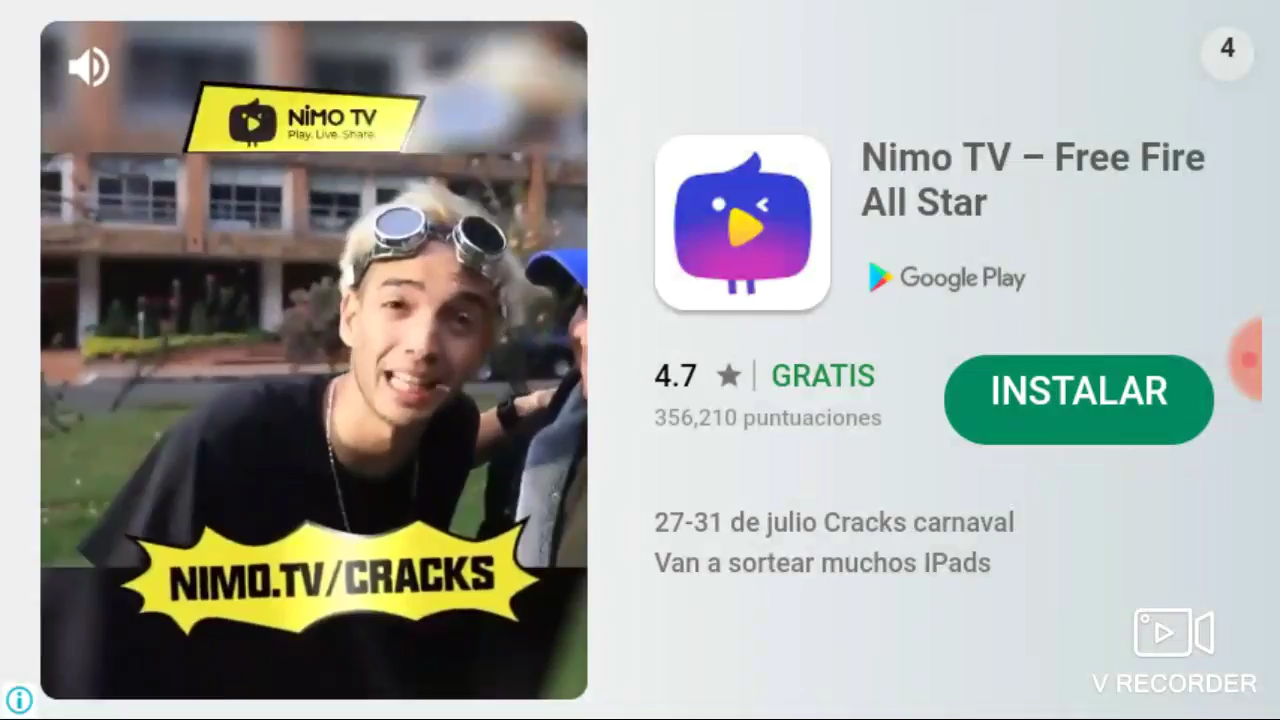 NiMO TV
Play. Live. Share.
NIMO.TV/CRACKS
4
Nimo TV – Free Fire
All Star
Google Play
4.7 ★ | GRATIS
356,210 puntuaciones
INSTALAR
27-31 de julio Cracks carnaval
Van a sortear muchos IPads
V RECORDER